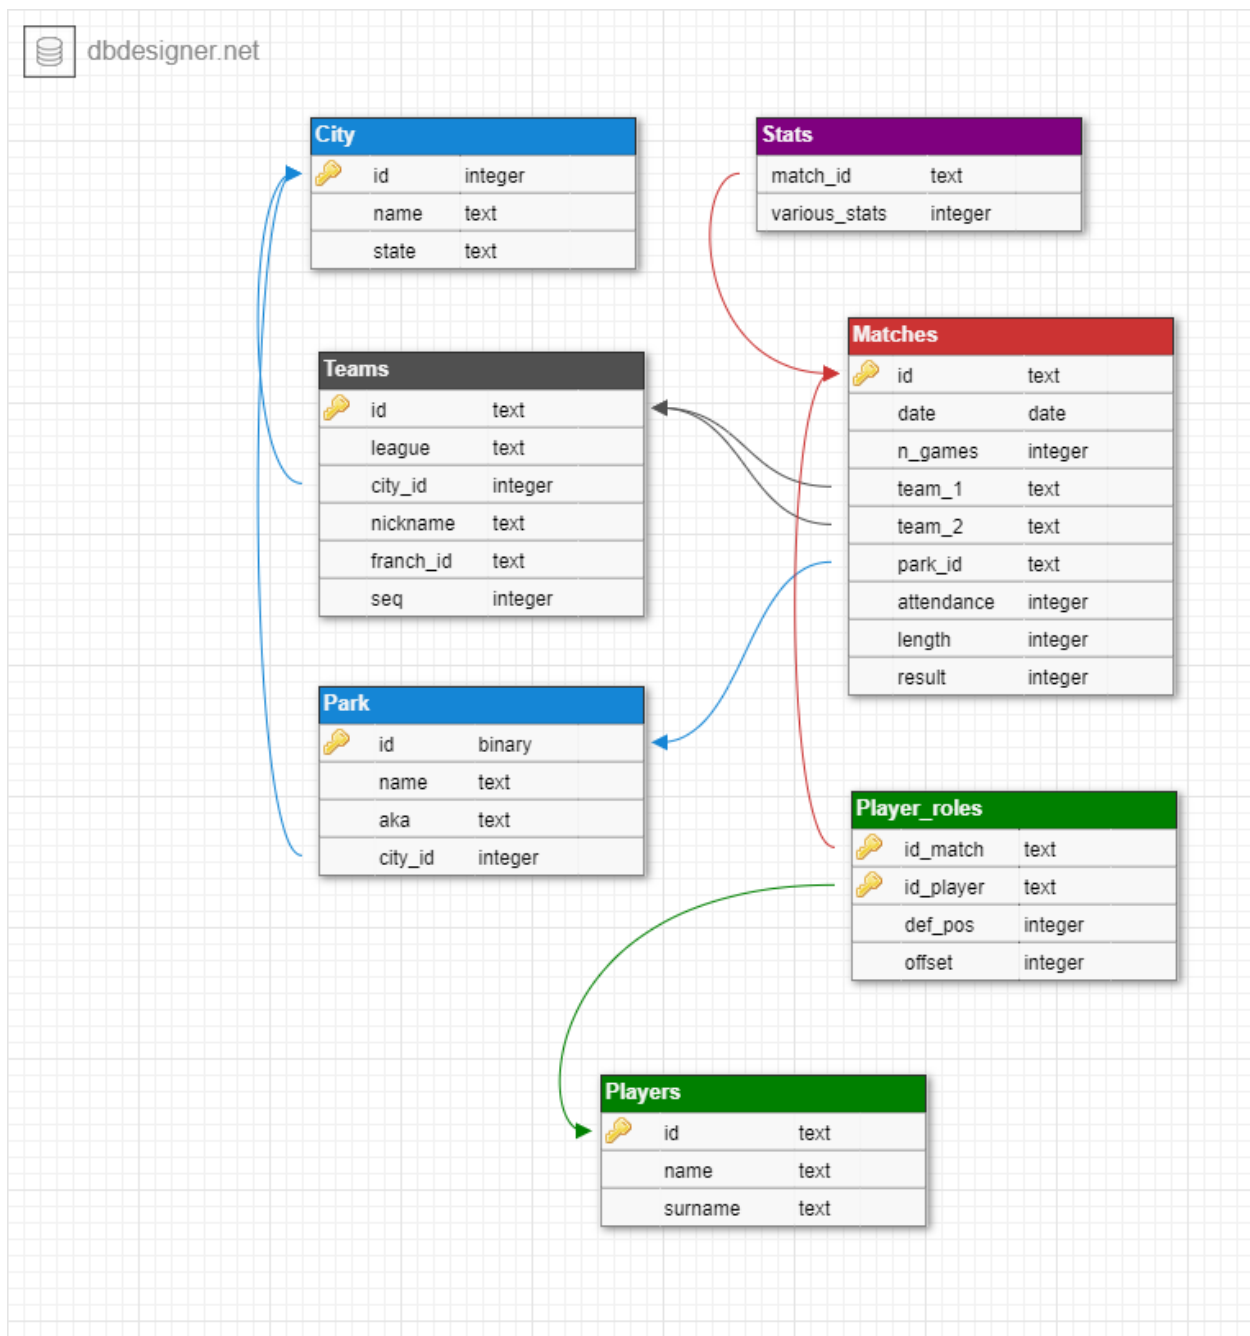 dbdesigner.net
City
id integer
name text
state text
Stats
match_id text
various_stats integer
Teams
id text
league text
city_id integer
nickname text
franch_id text
seq integer
Matches
id text
date date
n_games integer
team_1 text
team_2 text
park_id text
attendance integer
length integer
result integer
Park
id binary
name text
aka text
city_id integer
Player_roles
id_match text
id_player text
def_pos integer
offset integer
Players
id text
name text
surname text